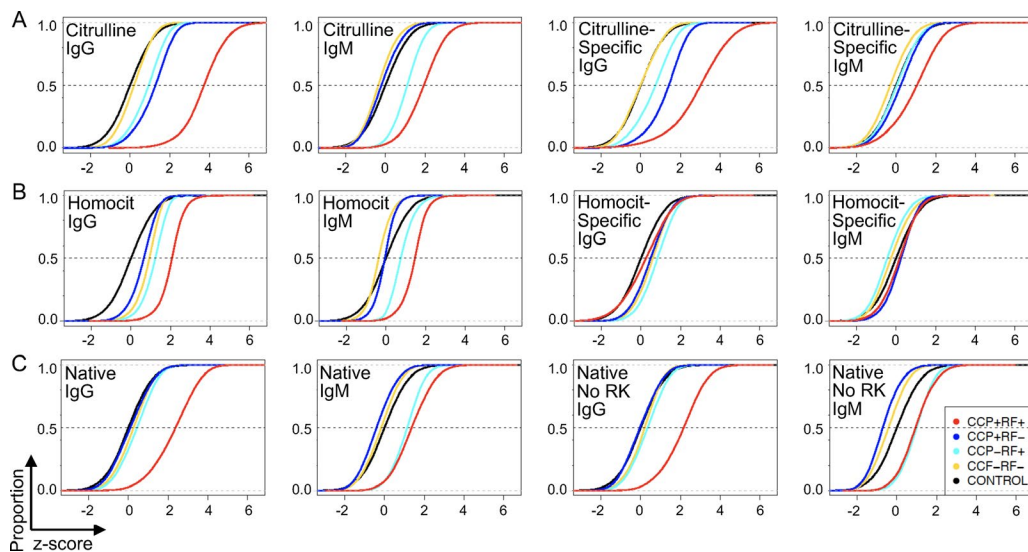 A
Citrulline
IgG
1.0
0.5
0.0
-2 0 2 4 6
Citrulline
IgM
1.0
0.5
0.0
-2 0 2 4 6
Citrulline-
Specific
IgG
1.0
0.5
0.0
-2 0 2 4 6
Citrulline-
Specific
IgM
1.0
0.5
0.0
-2 0 2 4 6
B
Homocit
IgG
1.0
0.5
0.0
-2 0 2 4 6
Homocit
IgM
1.0
0.5
0.0
-2 0 2 4 6
Homocit-
Specific
IgG
1.0
0.5
0.0
-2 0 2 4 6
Homocit-
Specific
IgM
1.0
0.5
0.0
-2 0 2 4 6
C
Native
IgG
1.0
0.5
0.0
-2 0 2 4 6
Native
IgM
1.0
0.5
0.0
-2 0 2 4 6
Native
No RK
IgG
1.0
0.5
0.0
-2 0 2 4 6
Native
No RK
IgM
1.0
0.5
0.0
-2 0 2 4 6
CCP+RF+
CCP+RF-
CCP-RF+
CCF-RF-
CONTROL
Proportion
z-score